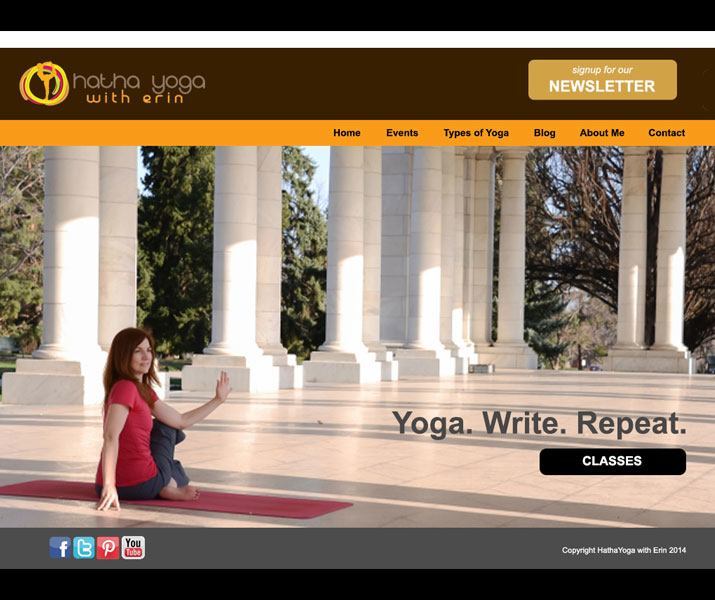 hatha yoga
with erin
signup for our
NEWSLETTER
Home Events Types of Yoga Blog About Me Contact
Yoga. Write. Repeat.
CLASSES
f t P You
Tube
Copyright HathaYoga with Erin 2014